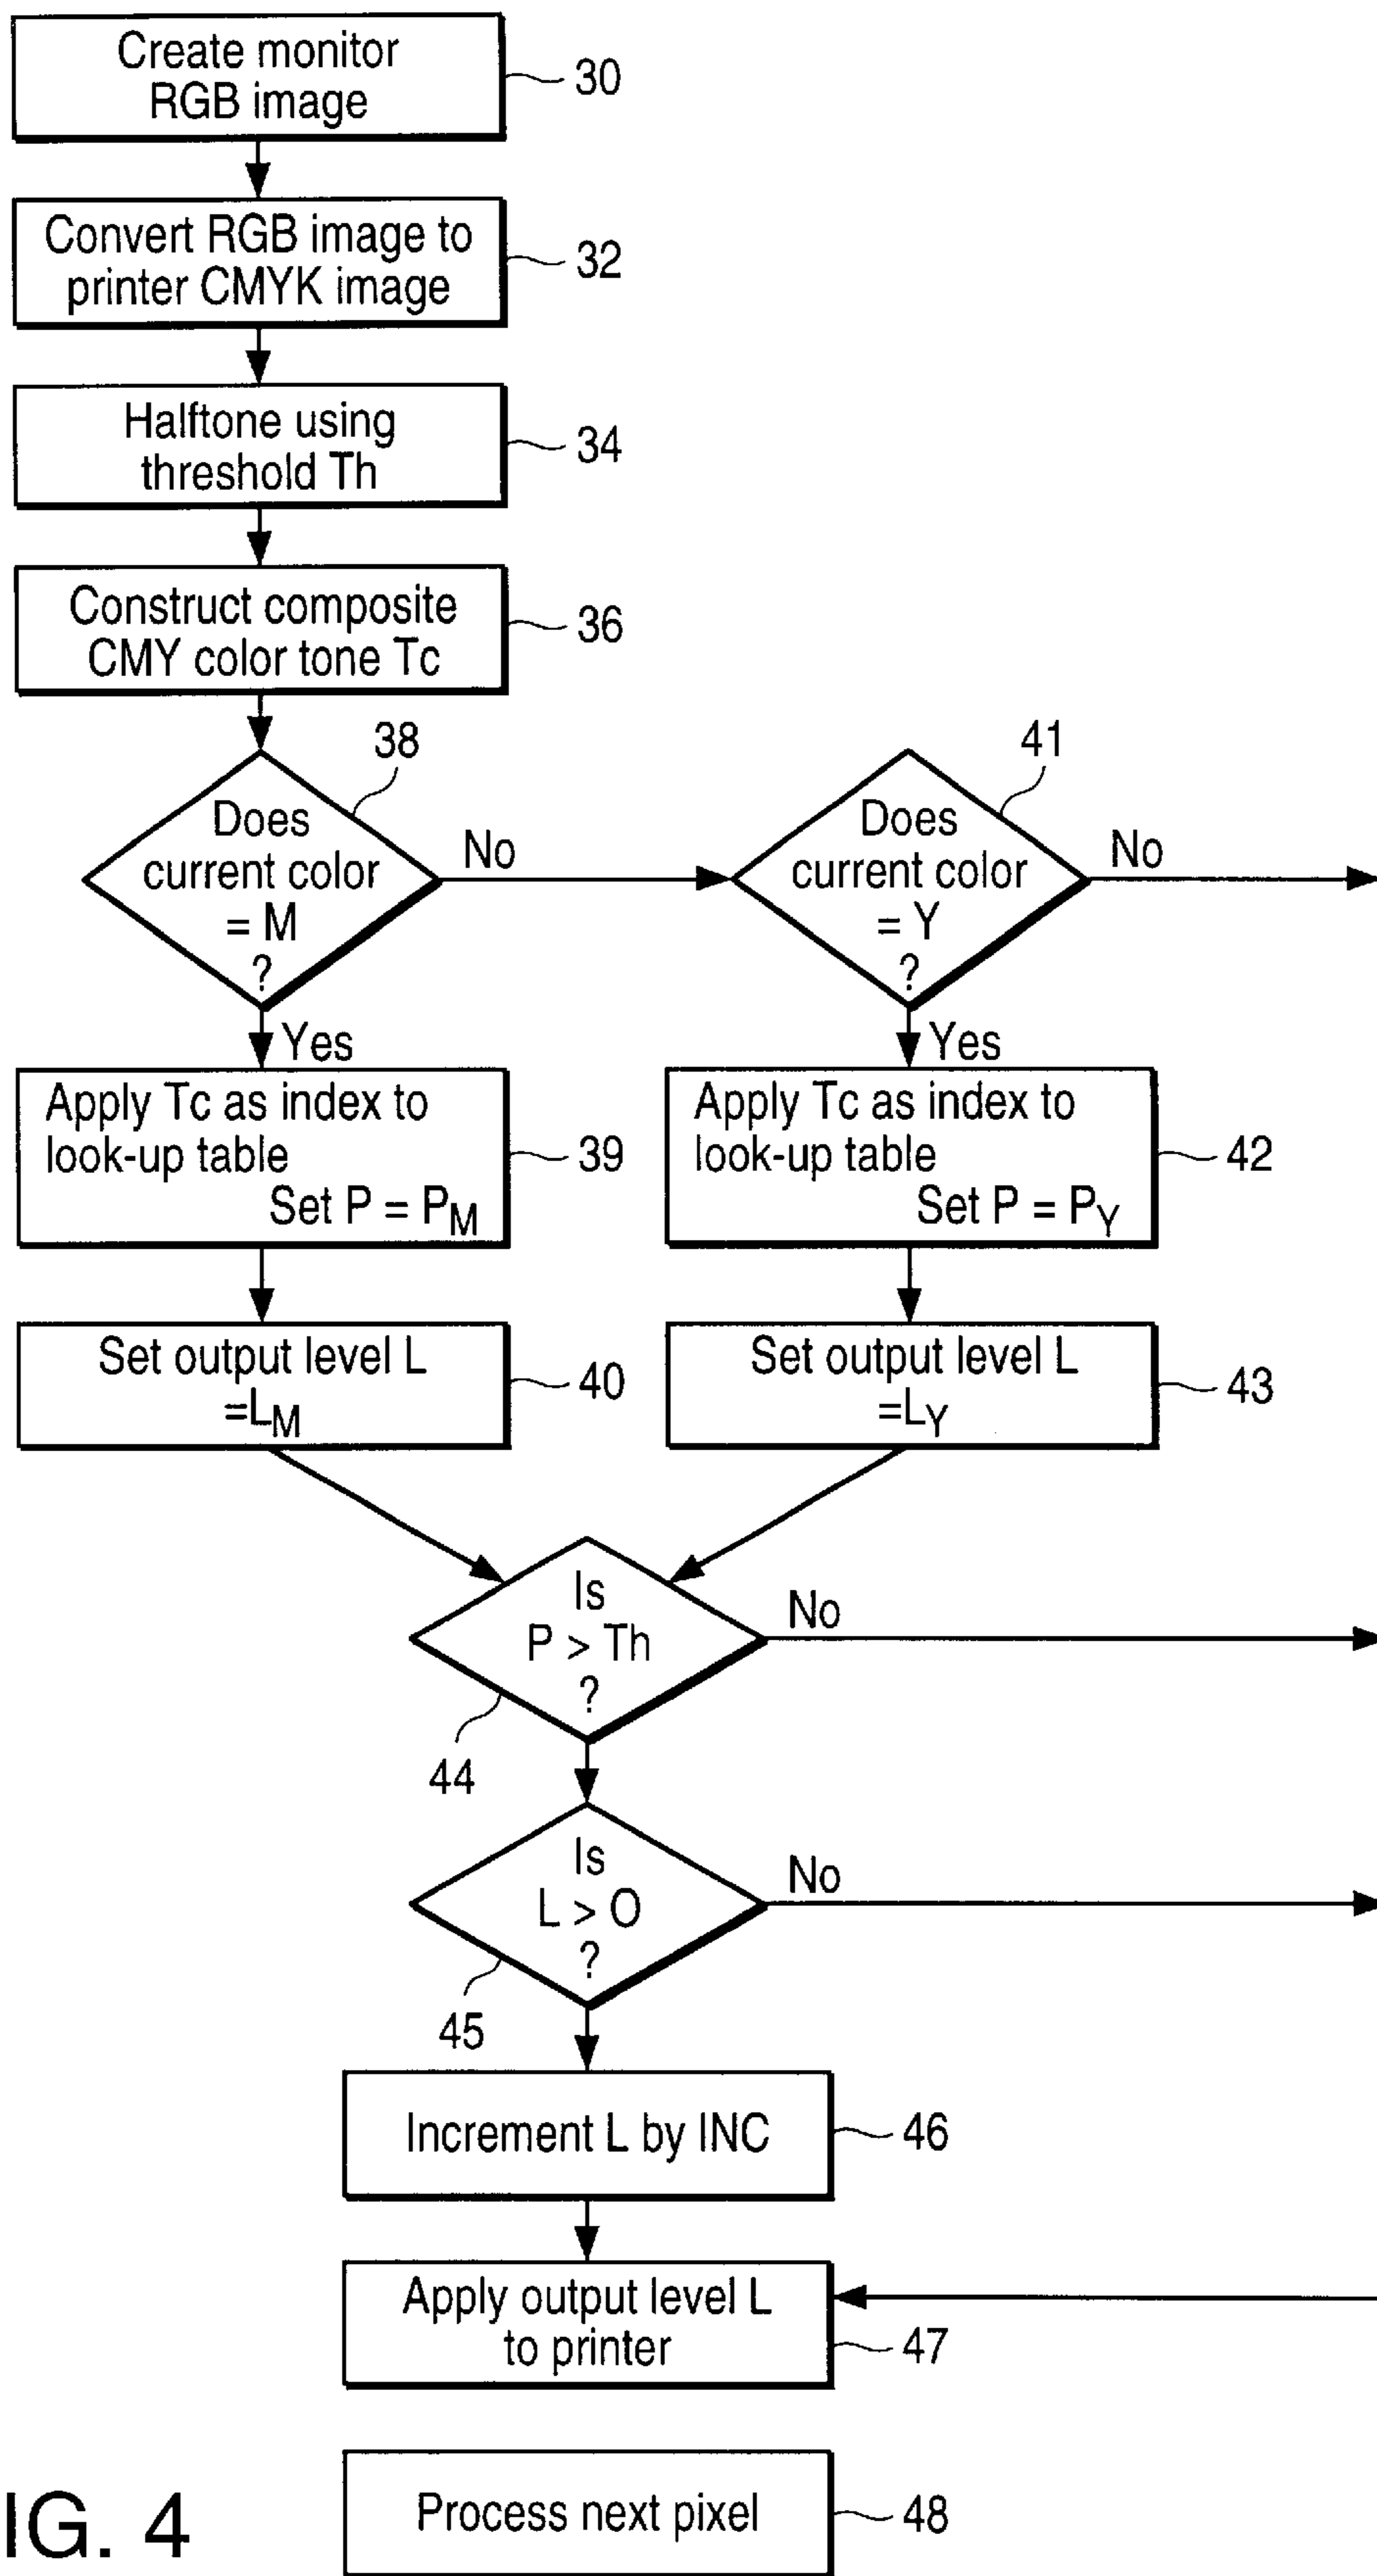 Create monitor
RGB image
30
Convert RGB image to
printer CMYK image
32
Halftone using
threshold Th
34
Construct composite
CMY color tone Tc
36
38
Does
current color
= M
?
No
Yes
41
Does
current color
= Y
?
No
Yes
Apply Tc as index to
look-up table
Set P = PM
39
Apply Tc as index to
look-up table
Set P = PY
42
Set output level L
=LM
40
Set output level L
=LY
43
Is
P > Th
?
No
44
Is
L > O
?
No
45
Increment L by INC
46
Apply output level L
to printer
47
Process next pixel
48
IG. 4